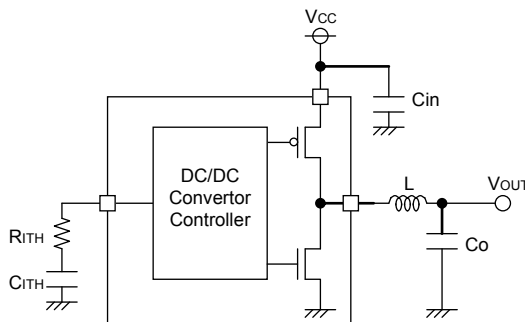 VCC
Cin
DC/DC
Convertor
Controller
L
VOUT
RITH
Co
CITH